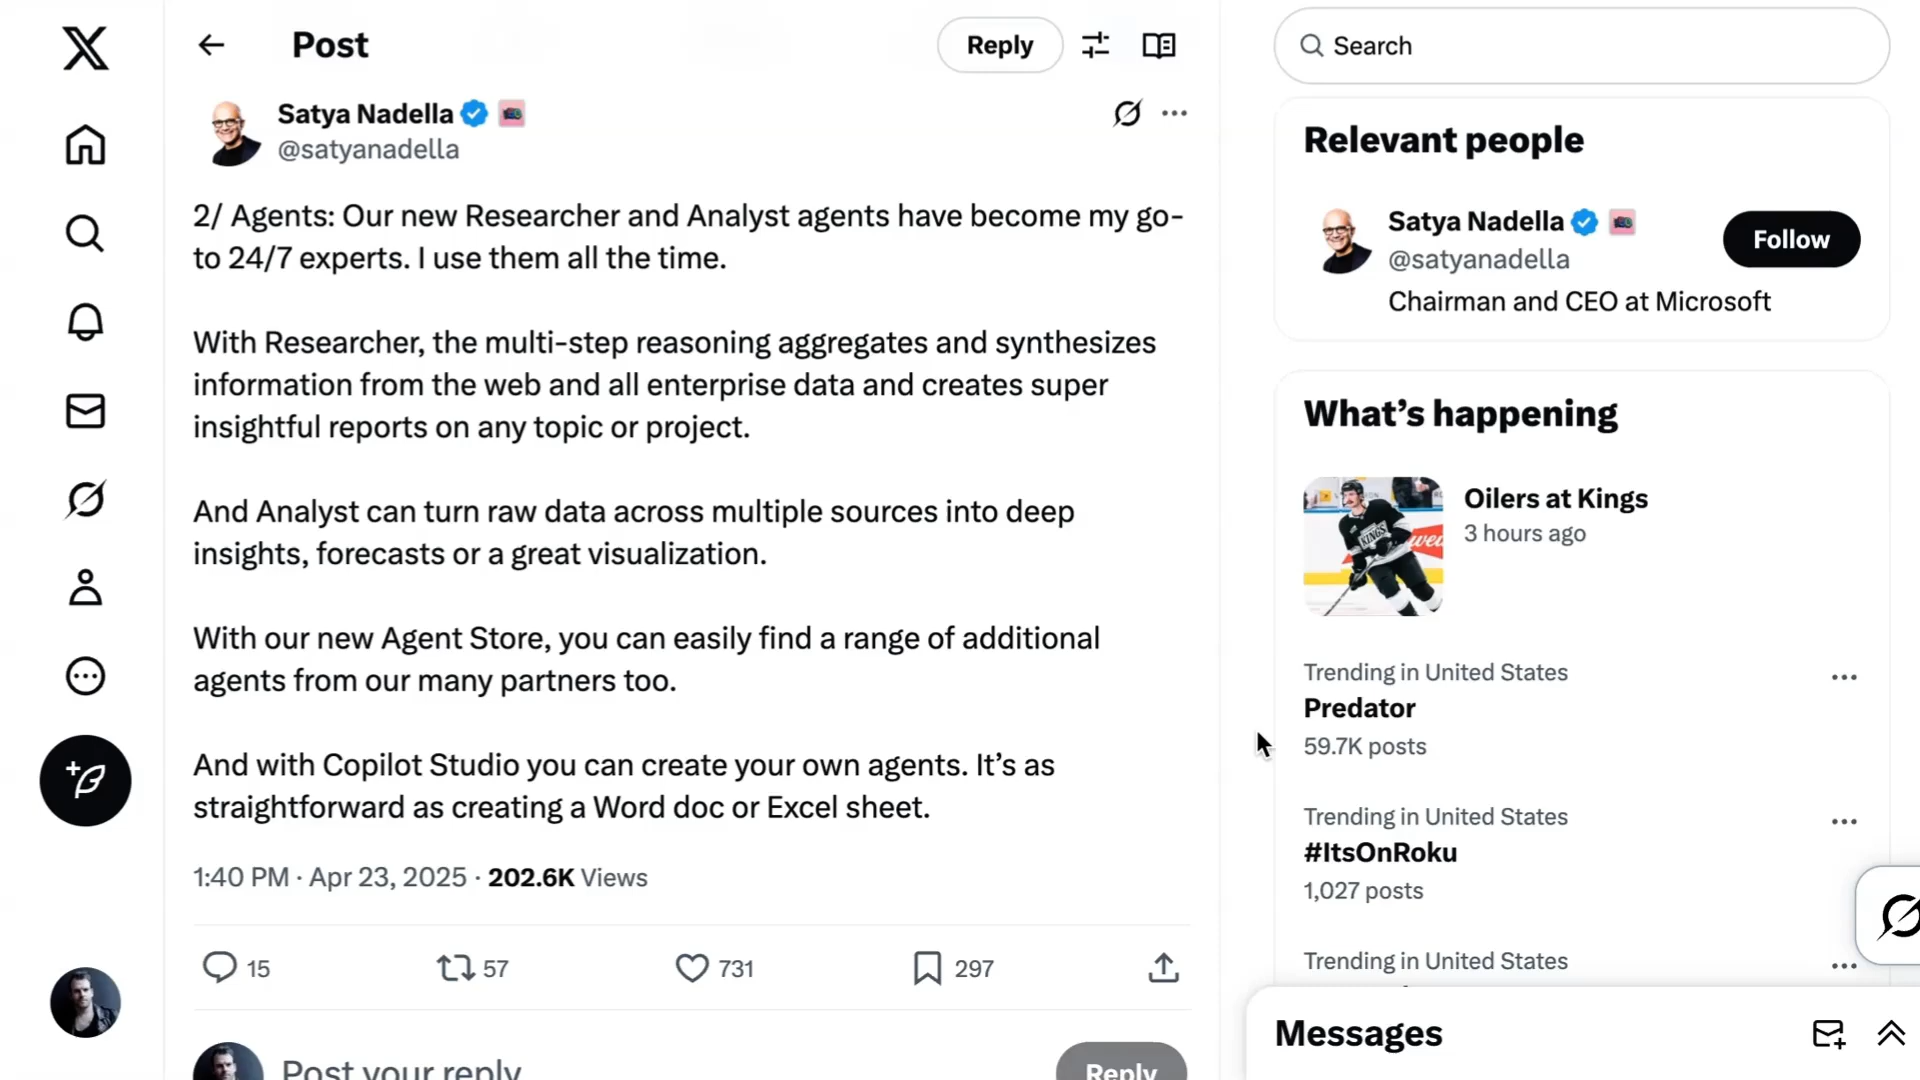 Post
Reply
Satya Nadella
@satyanadella
2/ Agents: Our new Researcher and Analyst agents have become my go-
to 24/7 experts. I use them all the time.
With Researcher, the multi-step reasoning aggregates and synthesizes
information from the web and all enterprise data and creates super
insightful reports on any topic or project.
And Analyst can turn raw data across multiple sources into deep
insights, forecasts or a great visualization.
With our new Agent Store, you can easily find a range of additional
agents from our many partners too.
And with Copilot Studio you can create your own agents. It’s as
straightforward as creating a Word doc or Excel sheet.
1:40 PM · Apr 23, 2025 · 202.6K Views
15 57 731 297
Post your reply
Reply
Search
Relevant people
Satya Nadella
@satyanadella
Follow
Chairman and CEO at Microsoft
What’s happening
KINGS
Oilers at Kings
3 hours ago
Trending in United States
Predator
59.7K posts
Trending in United States
#ItsOnRoku
1,027 posts
Trending in United States
Messages